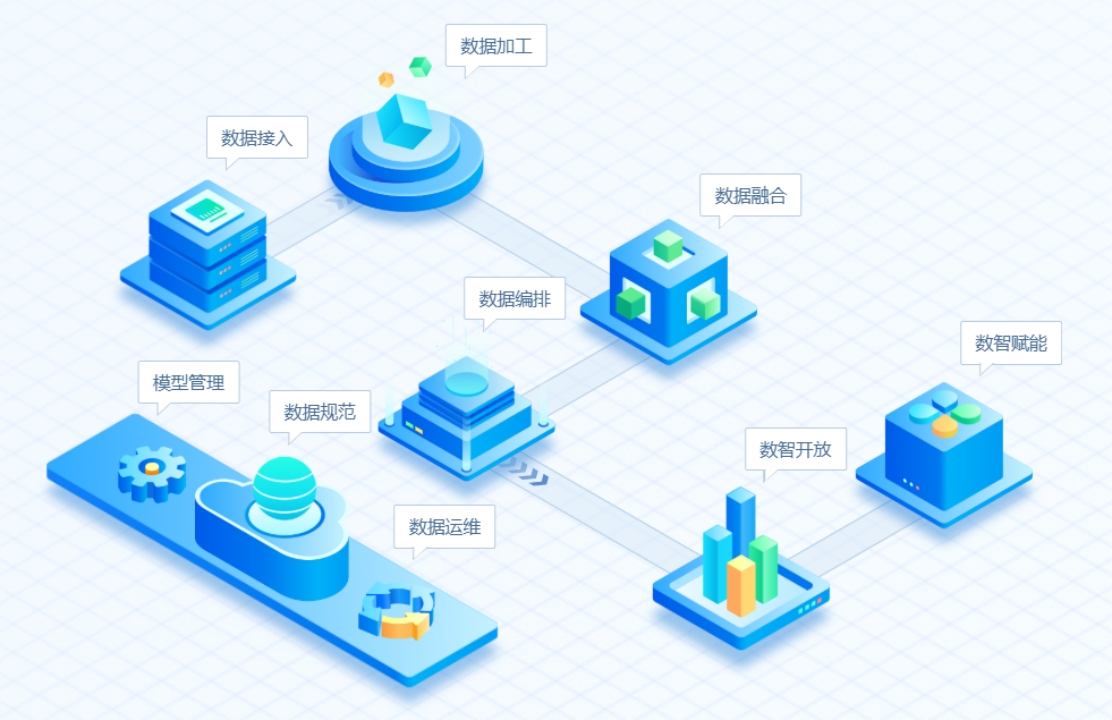 数据加工
数据接入
数据融合
数据编排
数智赋能
模型管理
数据规范
数智开放
数据运维